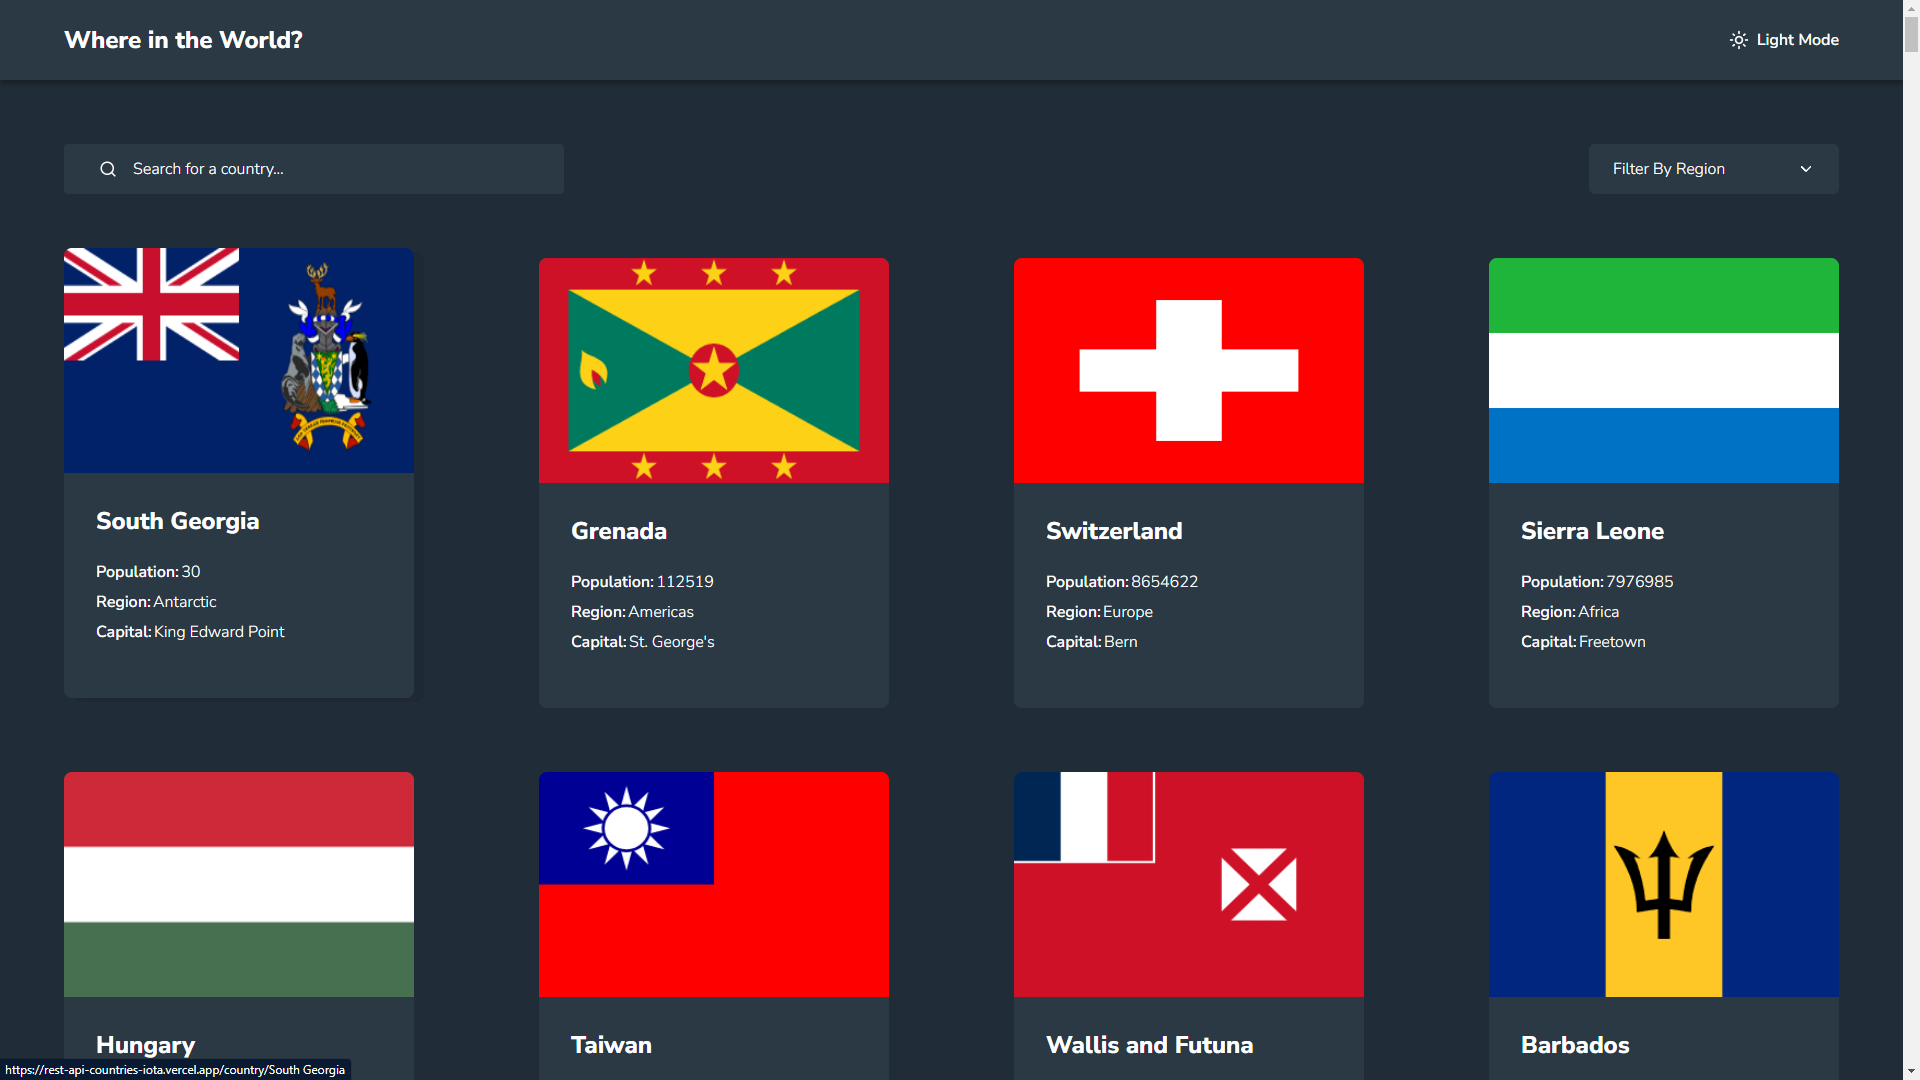 Where in the World?
Light Mode
Search for a country...
Filter By Region
South Georgia
Population: 30
Region: Antarctic
Capital: King Edward Point
Grenada
Population: 112519
Region: Americas
Capital: St. George's
Switzerland
Population: 8654622
Region: Europe
Capital: Bern
Sierra Leone
Population: 7976985
Region: Africa
Capital: Freetown
Hungary
Taiwan
Wallis and Futuna
Barbados
https://rest-api-countries-iota.vercel.app/country/South Georgia